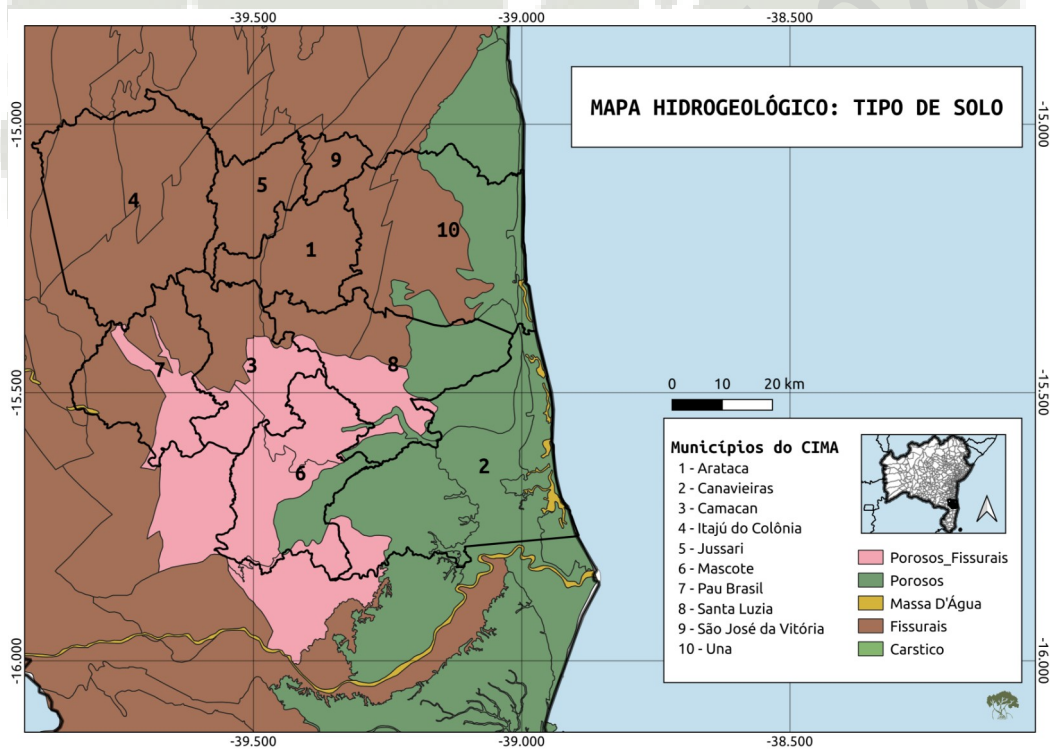 -39.500
-39.000
-38.500
-15.000
-15.000
MAPA HIDROGEOLÓGICO: TIPO DE SOLO
9
5
4
10
1
8
3
7
-15.500
-15.500
0 10 20 km
2
6
Municípios do CIMA
1 - Arataca
2 - Canavieiras
3 - Camacan
4 - Itajú do Colônia
5 - Jussari
6 - Mascote
7 - Pau Brasil
8 - Santa Luzia
9 - São José da Vitória
10 - Una
Porosos_Fissurais
Porosos
Massa D'Água
Fissurais
Carstico
-16.000
-16.000
-39.500
-39.000
-38.500